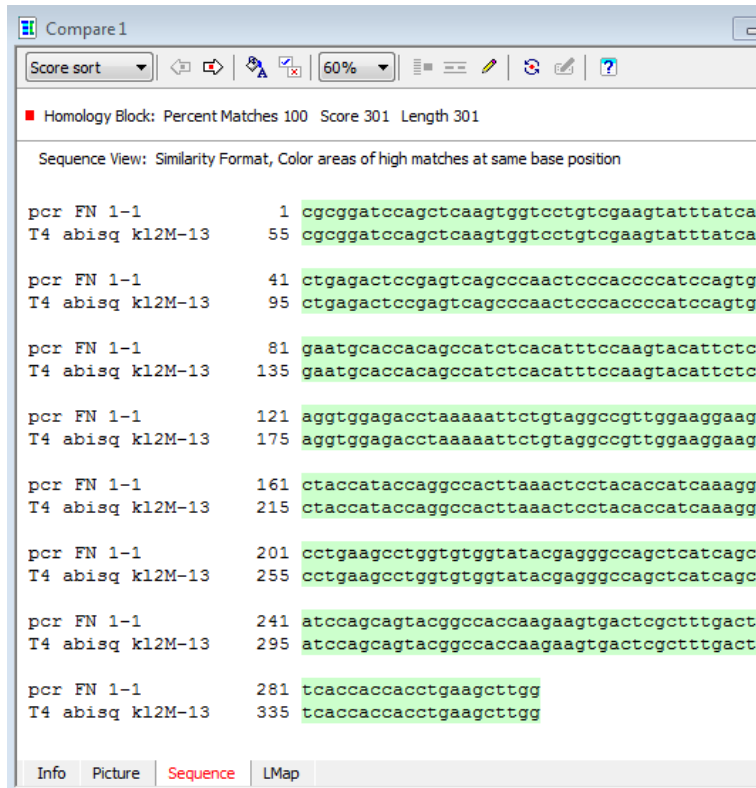 Compare 1
Score sort 60% ?
Homology Block: Percent Matches 100 Score 301 Length 301
Sequence View: Similarity Format, Color areas of high matches at same base position
pcr FN 1-1 1 cgcggatccagctcaagtggtcctgtcgaagtatttatca
T4 abisq k12M-13 55 cgcggatccagctcaagtggtcctgtcgaagtatttatca
pcr FN 1-1 41 ctgagactccgagtcagcccaactcccaccccatccagtg
T4 abisq k12M-13 95 ctgagactccgagtcagcccaactcccaccccatccagtg
pcr FN 1-1 81 gaatgcaccacagccatctcacatttccaagtacattctc
T4 abisq k12M-13 135 gaatgcaccacagccatctcacatttccaagtacattctc
pcr FN 1-1 121 aggtggagacctaaaaattctgtaggccgttggaaggaag
T4 abisq k12M-13 175 aggtggagacctaaaaattctgtaggccgttggaaggaag
pcr FN 1-1 161 ctaccataccaggccacttaaactcctacaccatcaaagg
T4 abisq k12M-13 215 ctaccataccaggccacttaaactcctacaccatcaaagg
pcr FN 1-1 201 cctgaagcctggtgtggtatacgagggccagctcatcagc
T4 abisq k12M-13 255 cctgaagcctggtgtggtatacgagggccagctcatcagc
pcr FN 1-1 241 atccagcagtacggccaccaagaagtgactcgctttgact
T4 abisq k12M-13 295 atccagcagtacggccaccaagaagtgactcgctttgact
pcr FN 1-1 281 tcaccaccacctgaagcttgg
T4 abisq k12M-13 335 tcaccaccacctgaagcttgg
Info Picture Sequence LMap